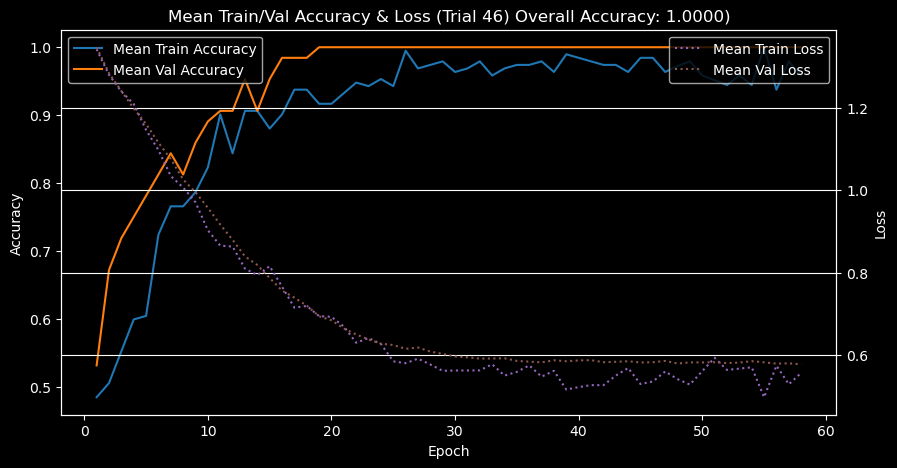 Mean Train/Val Accuracy & Loss (Trial 46) Overall Accuracy: 1.0000)
Mean Train Accuracy
Mean Val Accuracy
Mean Train Loss
Mean Val Loss
1.0
0.9
0.8
0.7
0.6
0.5
Accuracy
1.2
1.0
0.8
0.6
Loss
0 10 20 30 40 50 60
Epoch